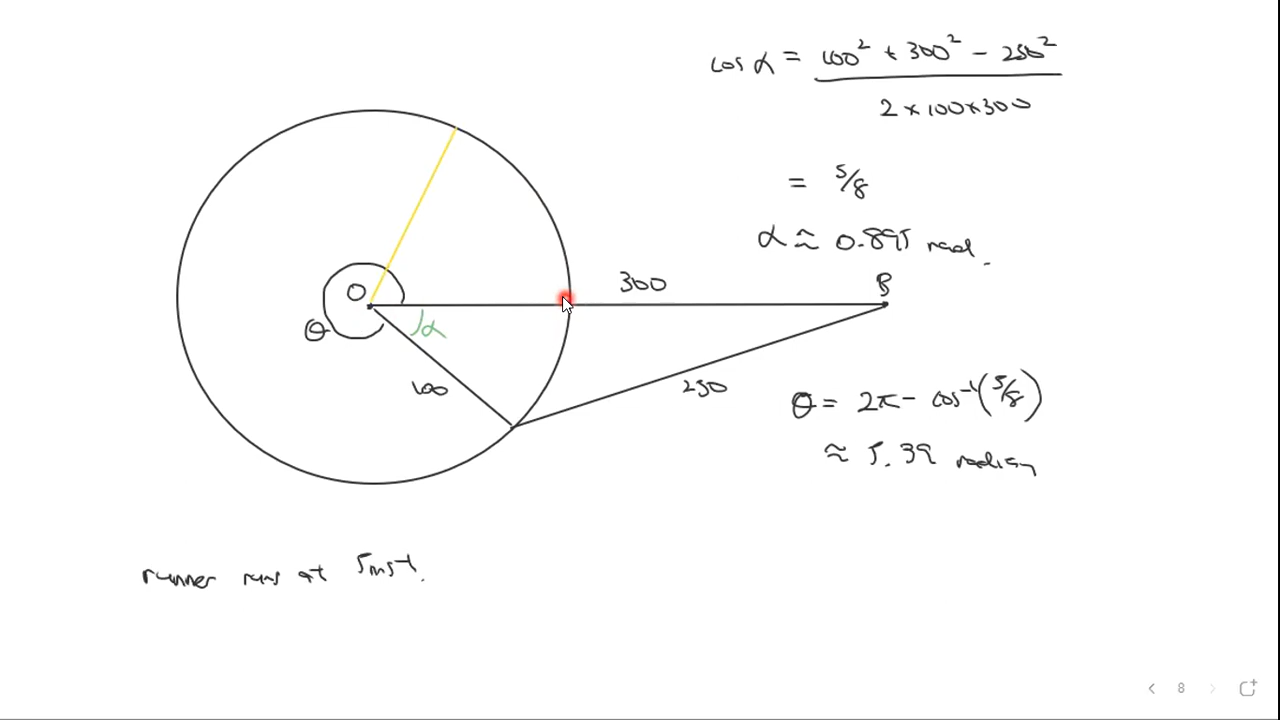 cos α = 100² + 300² - 250²
2 × 100 × 300
= 5/8
α ≈ 0.895 rad.
300
B
O
α
θ
100
250
θ = 2π - cos⁻¹(5/8)
≈ 5.39 radian
runner runs at 5ms⁻¹.
8